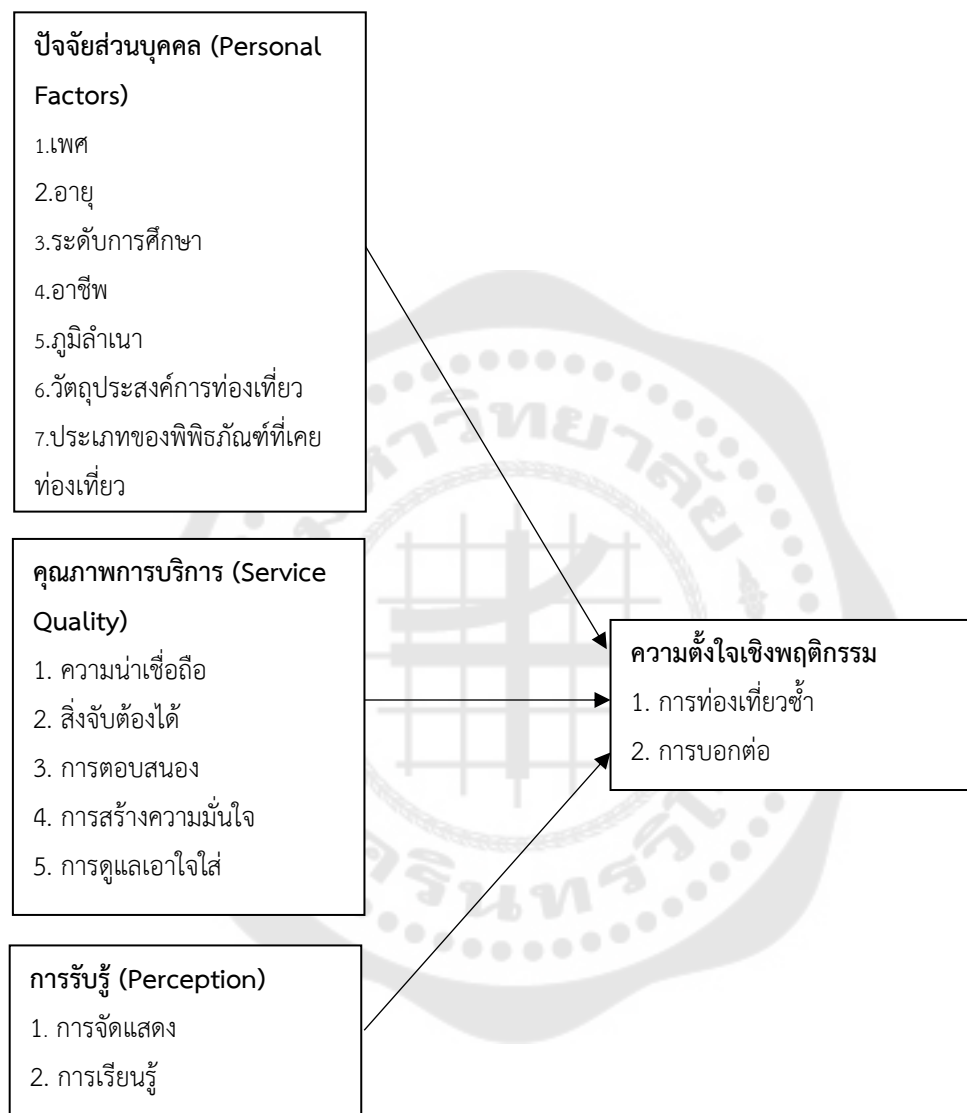 ปัจจัยส่วนบุคคล (Personal
Factors)
1.เพศ
2.อายุ
3.ระดับการศึกษา
4.อาชีพ
5.ภูมิลำเนา
6.วัตถุประสงค์การท่องเที่ยว
7.ประเภทของพิพิธภัณฑ์ที่เคย
ท่องเที่ยว
คุณภาพการบริการ (Service
Quality)
1. ความน่าเชื่อถือ
2. สิ่งจับต้องได้
3. การตอบสนอง
4. การสร้างความมั่นใจ
5. การดูแลเอาใจใส่
การรับรู้ (Perception)
1. การจัดแสดง
2. การเรียนรู้
ความตั้งใจเชิงพฤติกรรม
1. การท่องเที่ยวซ้ำ
2. การบอกต่อ